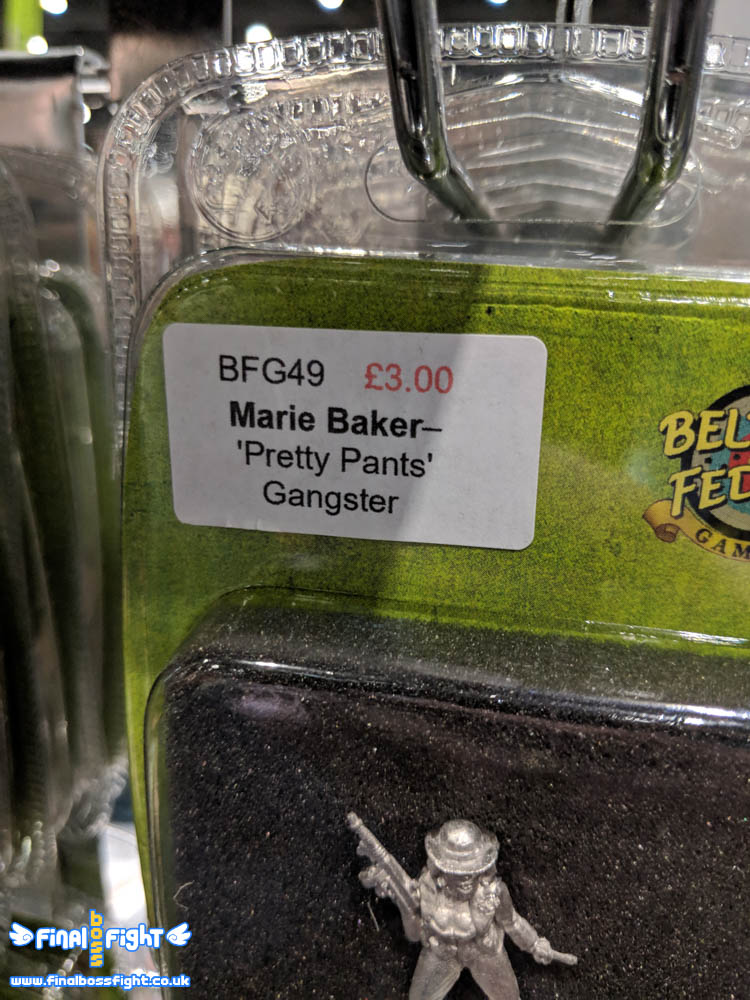 BFG49 £3.00
Marie Baker–
'Pretty Pants'
Gangster
FINAL BOSS FIGHT
www.finalbossfight.co.uk